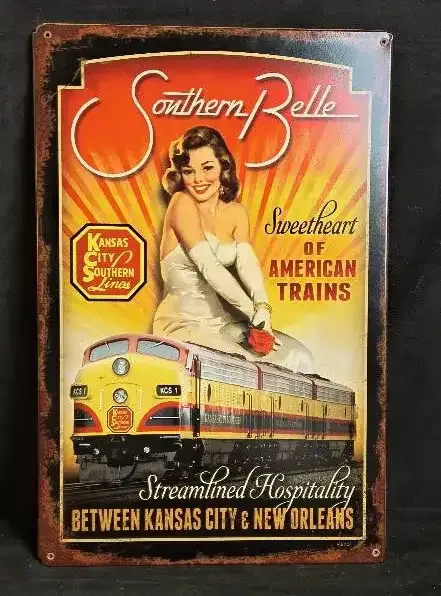 Southern Belle
Sweetheart
OF
AMERICAN
TRAINS
KANSAS
CITY
SOUTHERN
Lines
KCS 1
KCS 1
Streamlined Hospitality
BETWEEN KANSAS CITY & NEW ORLEANS